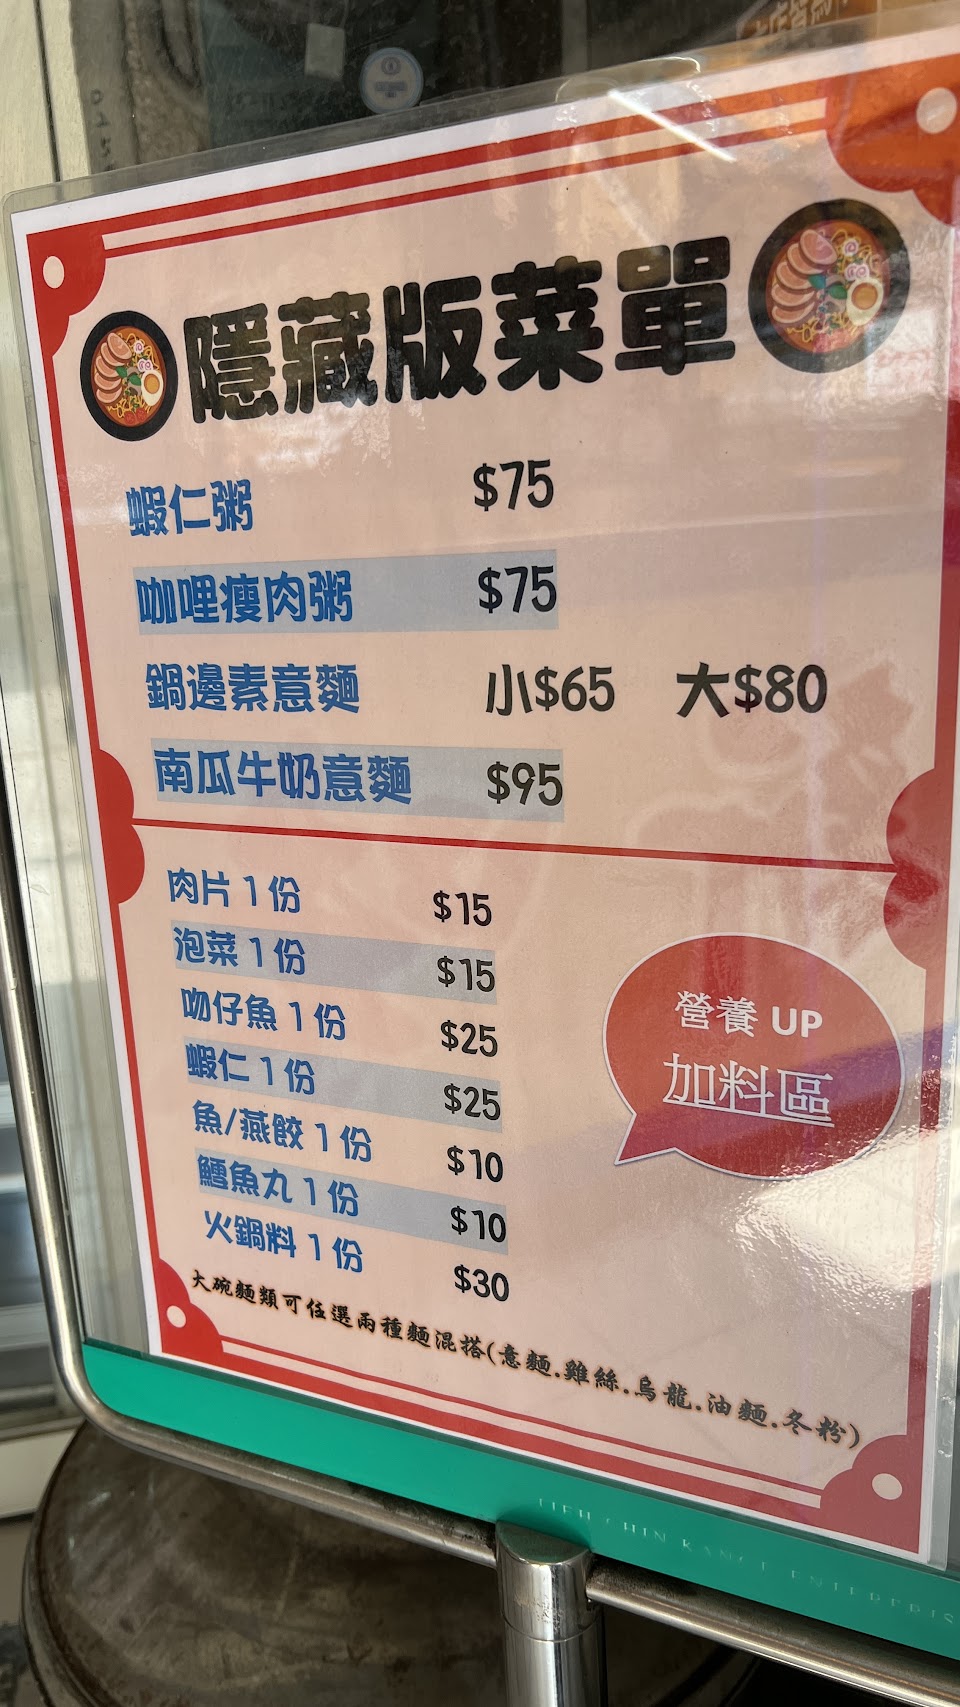 隱藏版菜單
蝦仁粥 $75
咖哩瘦肉粥 $75
鍋邊素意麵 小$65 大$80
南瓜牛奶意麵 $95
肉片1份 $15
泡菜1份 $15
吻仔魚1份 $25
蝦仁1份 $25
魚/燕餃1份 $10
鱈魚丸1份 $10
火鍋料1份 $30
營養 UP
加料區
大碗麵類可任選兩種麵混搭(意麵.雞絲.烏龍.油麵.冬粉)